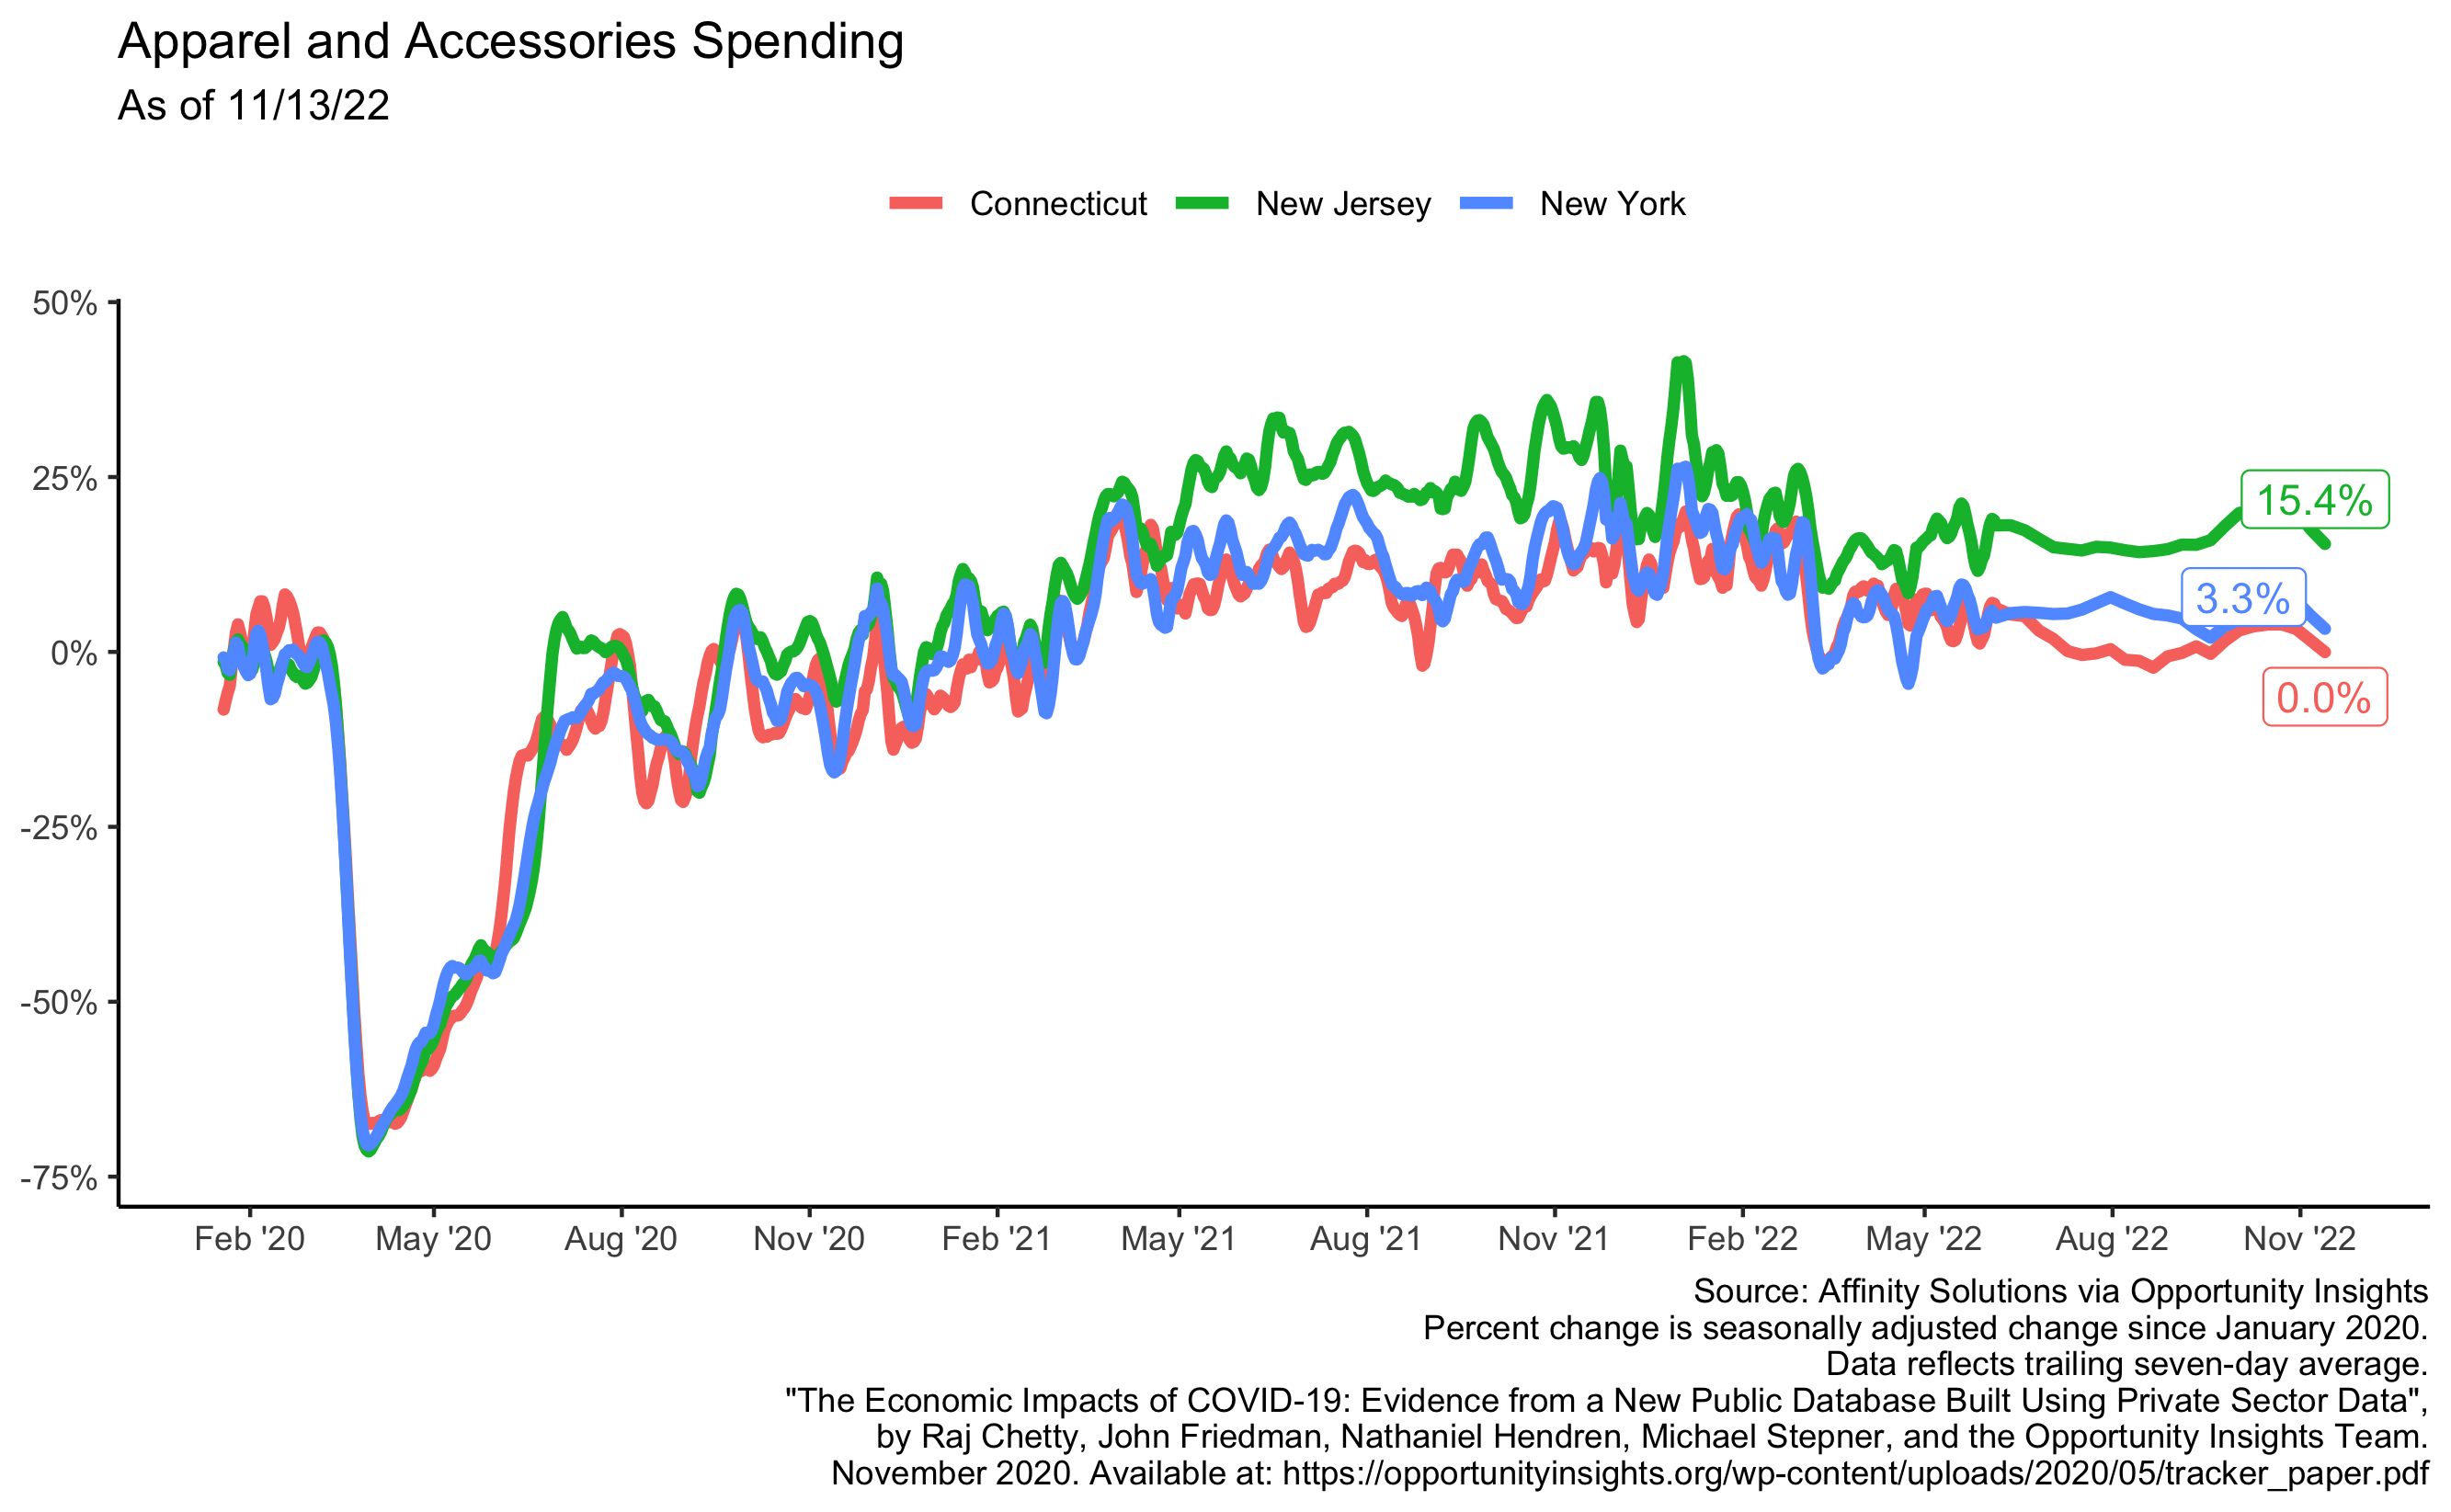 Apparel and Accessories Spending
As of 11/13/22
Connecticut New Jersey New York
50%
25%
0%
-25%
-50%
-75%
15.4%
3.3%
0.0%
Feb '20 May '20 Aug '20 Nov '20 Feb '21 May '21 Aug '21 Nov '21 Feb '22 May '22 Aug '22 Nov '22
Source: Affinity Solutions via Opportunity Insights
Percent change is seasonally adjusted change since January 2020.
Data reflects trailing seven-day average.
"The Economic Impacts of COVID-19: Evidence from a New Public Database Built Using Private Sector Data",
by Raj Chetty, John Friedman, Nathaniel Hendren, Michael Stepner, and the Opportunity Insights Team.
November 2020. Available at: https://opportunityinsights.org/wp-content/uploads/2020/05/tracker_paper.pdf